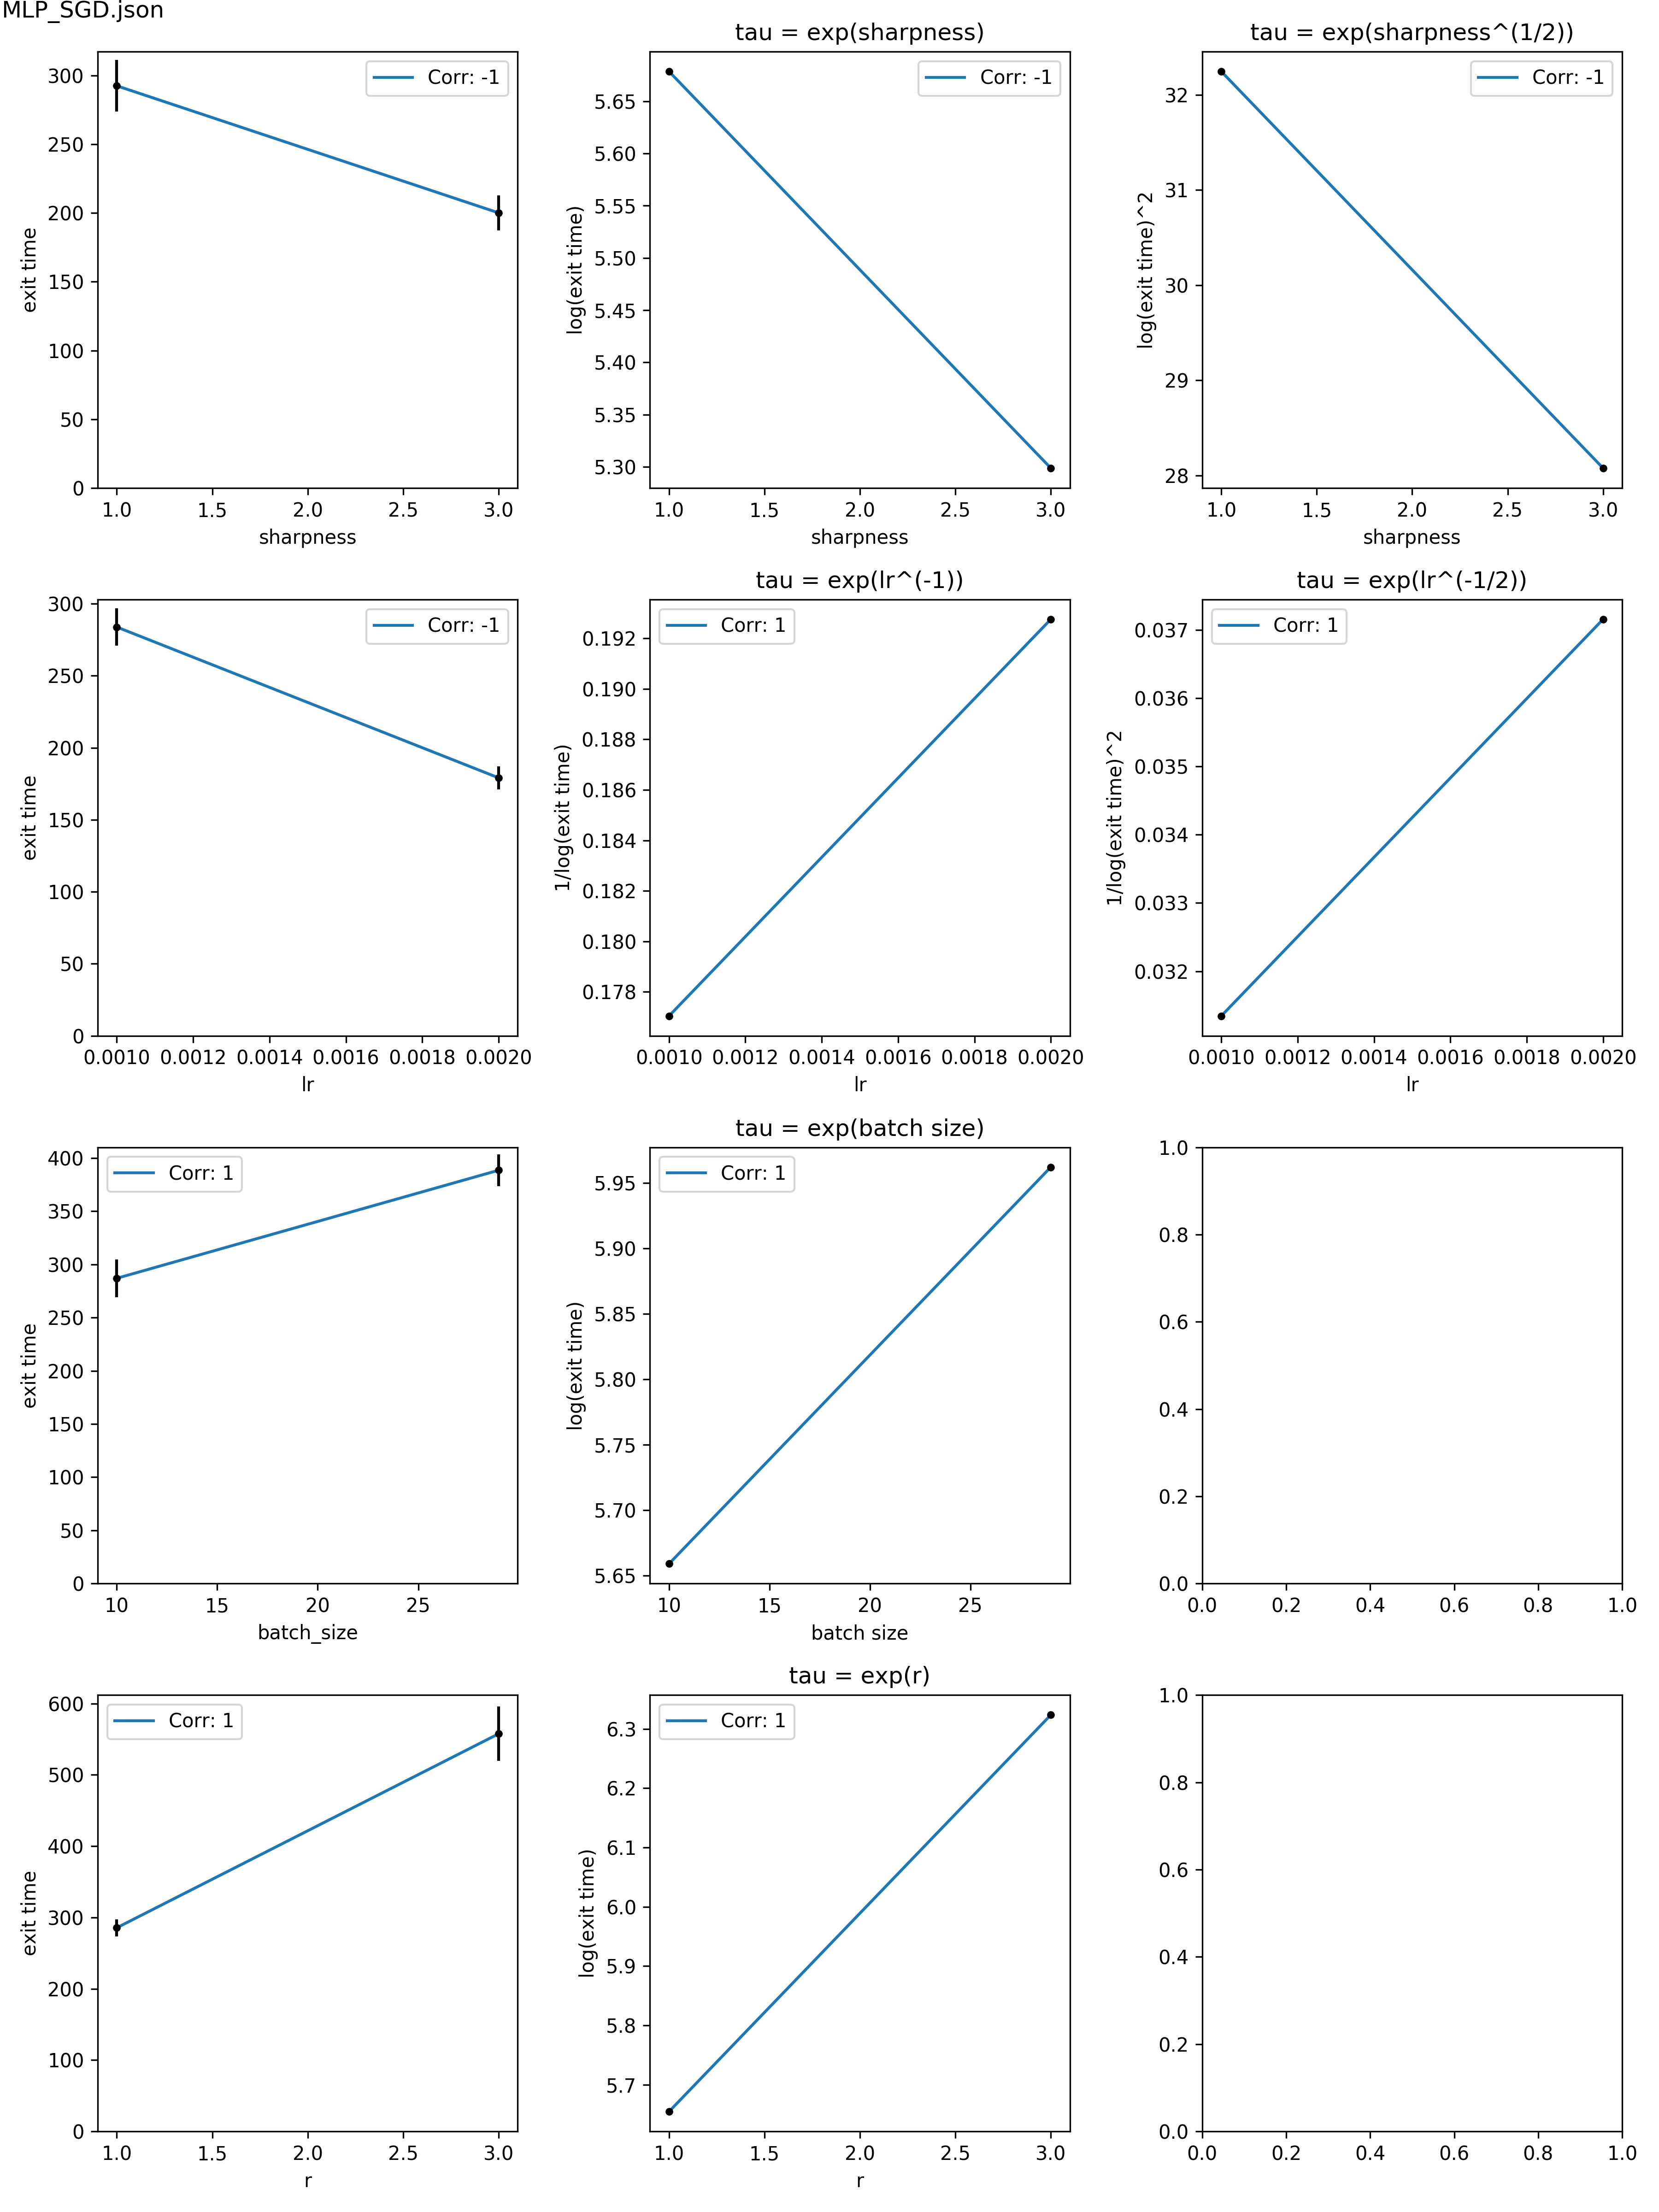 MLP_SGD.json
tau = exp(sharpness)
tau = exp(sharpness^(1/2))
300
250
200
150
100
50
0
exit time
Corr: -1
1.0 1.5 2.0 2.5 3.0
sharpness
5.65
5.60
5.55
5.50
5.45
5.40
5.35
5.30
log(exit time)
Corr: -1
1.0 1.5 2.0 2.5 3.0
sharpness
32
31
30
29
28
log(exit time)^2
Corr: -1
1.0 1.5 2.0 2.5 3.0
sharpness
tau = exp(lr^(-1))
tau = exp(lr^(-1/2))
300
250
200
150
100
50
0
exit time
Corr: -1
0.0010 0.0012 0.0014 0.0016 0.0018 0.0020
lr
0.192
0.190
0.188
0.186
0.184
0.182
0.180
0.178
1/log(exit time)
Corr: 1
0.0010 0.0012 0.0014 0.0016 0.0018 0.0020
lr
0.037
0.036
0.035
0.034
0.033
0.032
1/log(exit time)^2
Corr: 1
0.0010 0.0012 0.0014 0.0016 0.0018 0.0020
lr
tau = exp(batch size)
400
350
300
250
200
150
100
50
0
exit time
Corr: 1
10 15 20 25
batch_size
5.95
5.90
5.85
5.80
5.75
5.70
5.65
log(exit time)
Corr: 1
10 15 20 25
batch size
1.0
0.8
0.6
0.4
0.2
0.0
0.0 0.2 0.4 0.6 0.8 1.0
tau = exp(r)
600
500
400
300
200
100
0
exit time
Corr: 1
1.0 1.5 2.0 2.5 3.0
r
6.3
6.2
6.1
6.0
5.9
5.8
5.7
log(exit time)
Corr: 1
1.0 1.5 2.0 2.5 3.0
r
1.0
0.8
0.6
0.4
0.2
0.0
0.0 0.2 0.4 0.6 0.8 1.0